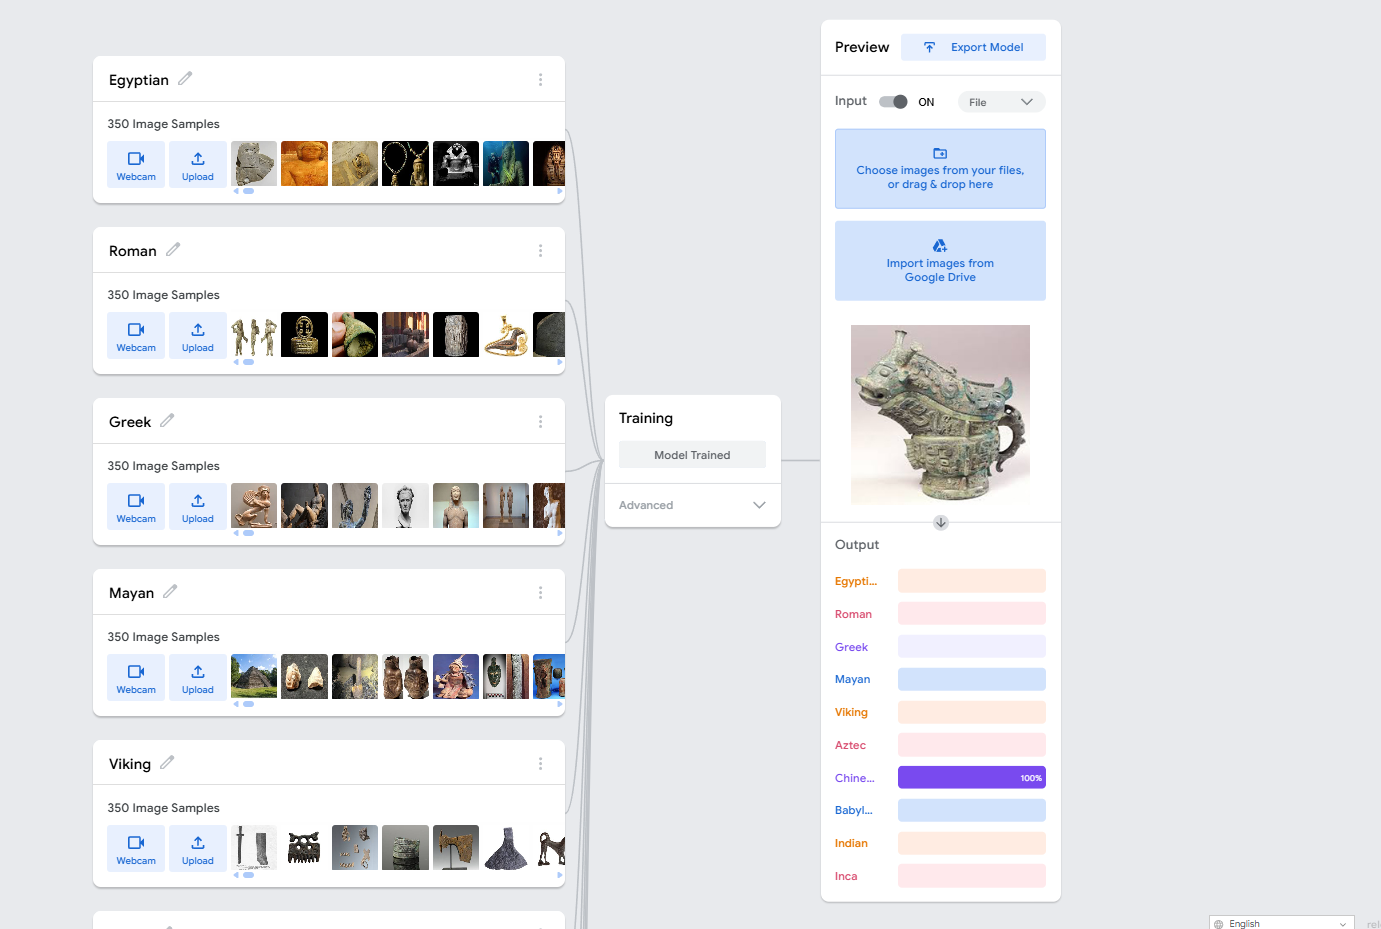 Egyptian
350 Image Samples
Webcam
Upload
Roman
350 Image Samples
Webcam
Upload
Greek
350 Image Samples
Webcam
Upload
Mayan
350 Image Samples
Webcam
Upload
Viking
350 Image Samples
Webcam
Upload
Training
Model Trained
Advanced
Preview
Export Model
Input
ON
File
Choose images from your files,
or drag & drop here
Import images from
Google Drive
Output
Egypti...
Roman
Greek
Mayan
Viking
Aztec
Chine...
100%
Babyl...
Indian
Inca
English
rel